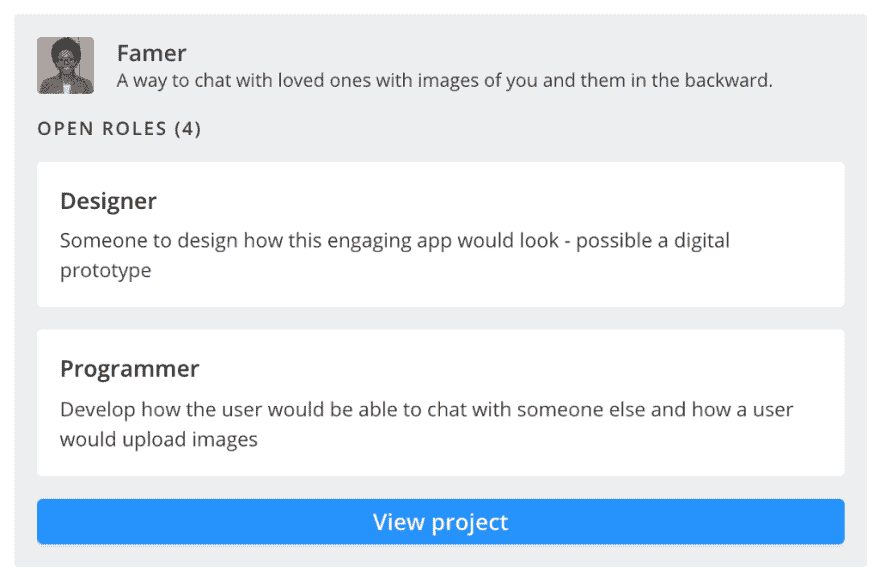 Famer
A way to chat with loved ones with images of you and them in the backward.
OPEN ROLES (4)
Designer
Someone to design how this engaging app would look - possible a digital
prototype
Programmer
Develop how the user would be able to chat with someone else and how a user
would upload images
View project